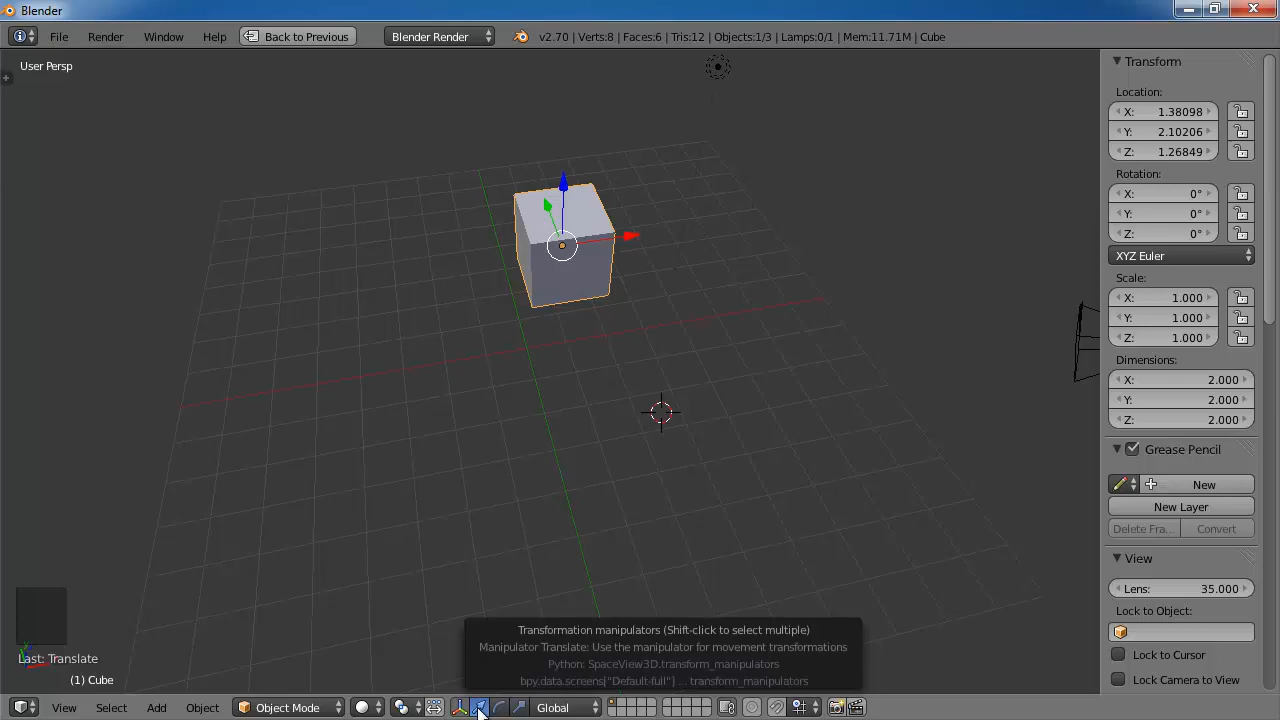 Blender
File Render Window Help Back to Previous Blender Render v2.70 | Verts:8 | Faces:6 | Tris:12 | Objects:1/3 | Lamps:0/1 | Mem:11.71M | Cube
User Persp
Transform
Location:
X: 1.38098
Y: 2.10206
Z: 1.26849
Rotation:
X: 0°
Y: 0°
Z: 0°
XYZ Euler
Scale:
X: 1.000
Y: 1.000
Z: 1.000
Dimensions:
X: 2.000
Y: 2.000
Z: 2.000
Grease Pencil
New
New Layer
Delete Fra... Convert
View
Lens: 35.000
Lock to Object:
Lock to Cursor
Lock Camera to View
Transformation manipulators (Shift-click to select multiple)
Manipulator Translate: Use the manipulator for movement transformations
Python: SpaceView3D.transform_manipulators
bpy.data.screens["Default-full"] ... transform_manipulators
Last: Translate
(1) Cube
View Select Add Object Object Mode Global